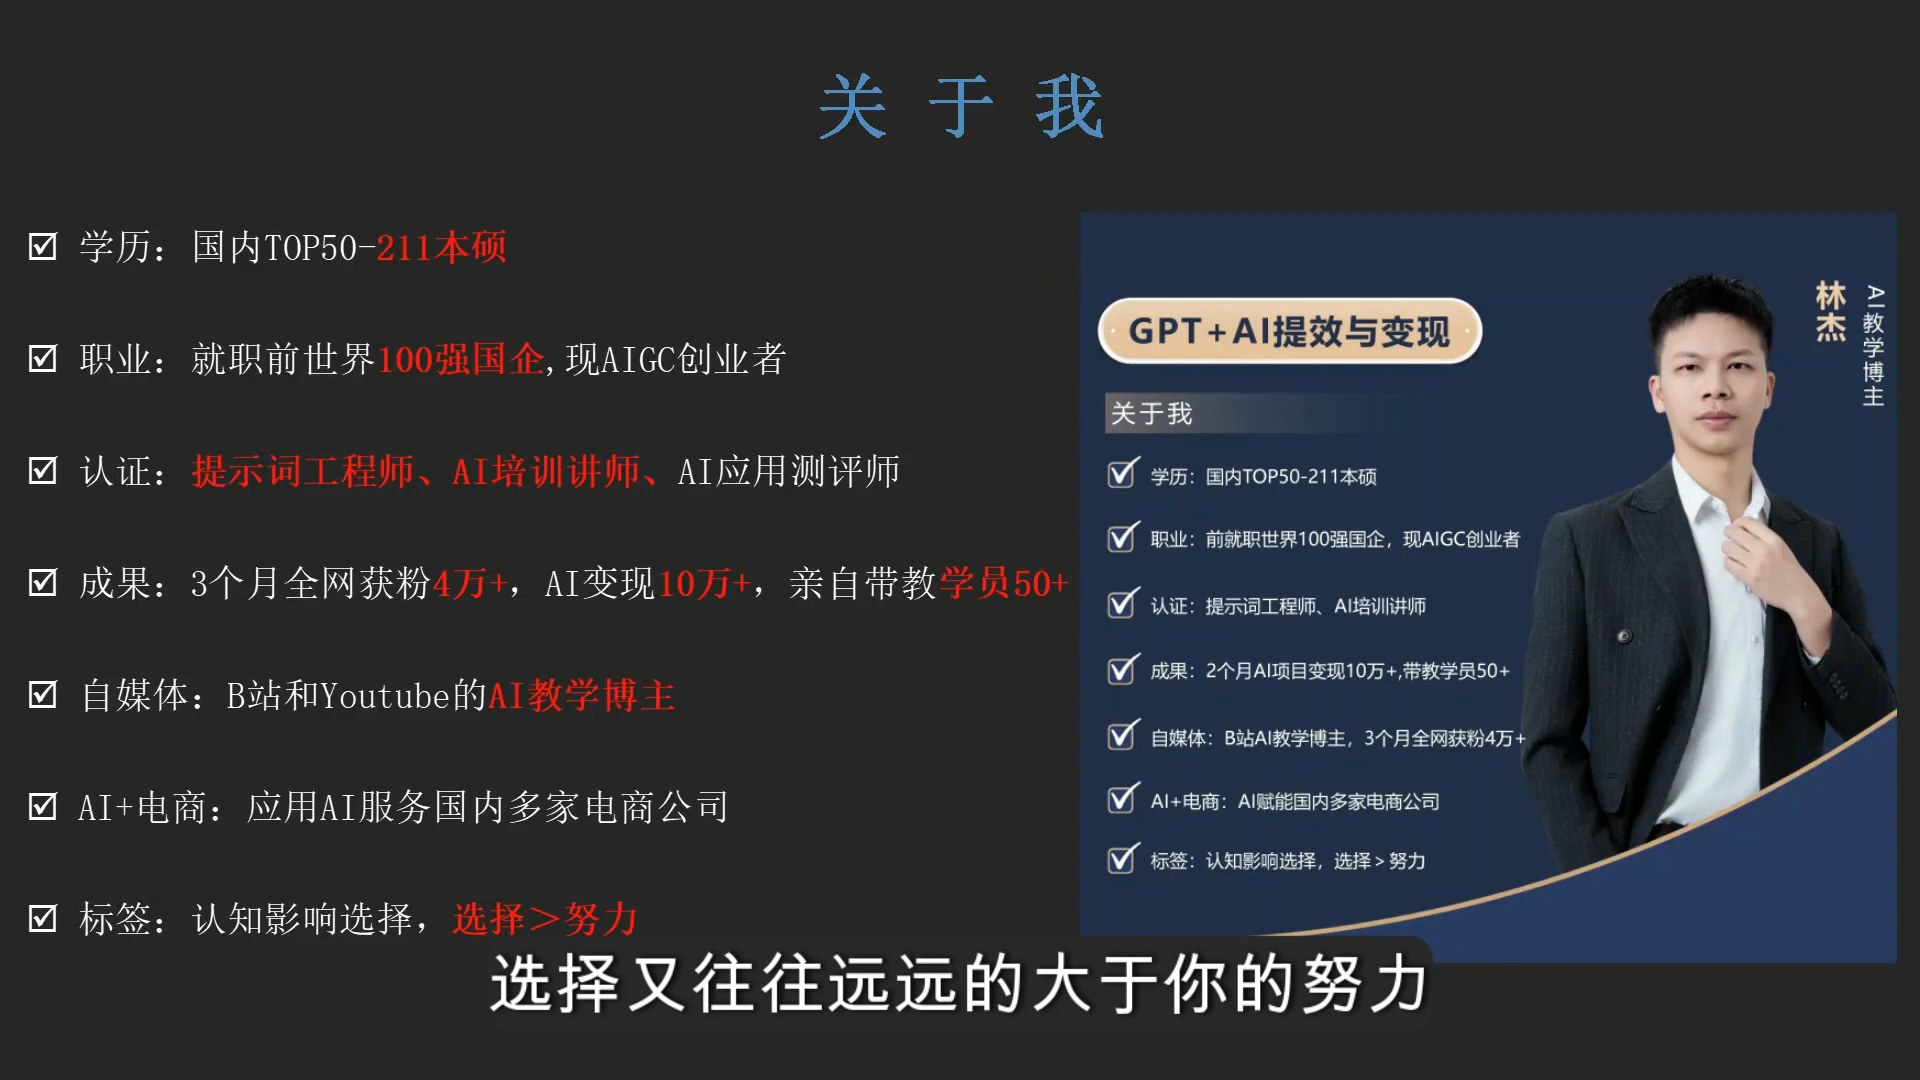 关于我
学历：国内TOP50-211本硕
职业：就职前世界100强国企,现AIGC创业者
认证：提示词工程师、AI培训讲师、AI应用测评师
成果：3个月全网获粉4万+，AI变现10万+，亲自带教学员50+
自媒体：B站和Youtube的AI教学博主
AI+电商：应用AI服务国内多家电商公司
标签：认知影响选择，选择＞努力
GPT+AI提效与变现
关于我
学历：国内TOP50-211本硕
职业：前就职世界100强国企，现AIGC创业者
认证：提示词工程师、AI培训讲师
成果：2个月AI项目变现10万+,带教学员50+
自媒体：B站AI教学博主，3个月全网获粉4万+
AI+电商：AI赋能国内多家电商公司
标签：认知影响选择，选择＞努力
林杰
AI教学博主
选择又往往远远的大于你的努力